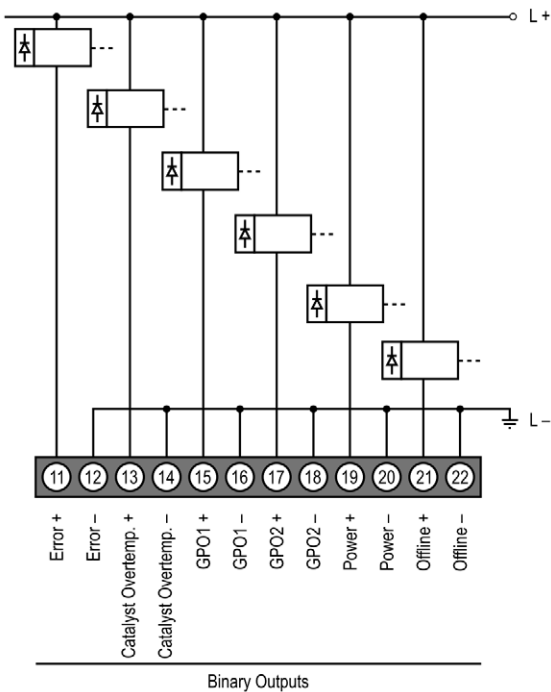 L +
L –
11 12 13 14 15 16 17 18 19 20 21 22
Error +
Error –
Catalyst Overtemp. +
Catalyst Overtemp. –
GPO1 +
GPO1 –
GPO2 +
GPO2 –
Power +
Power –
Offline +
Offline –
Binary Outputs